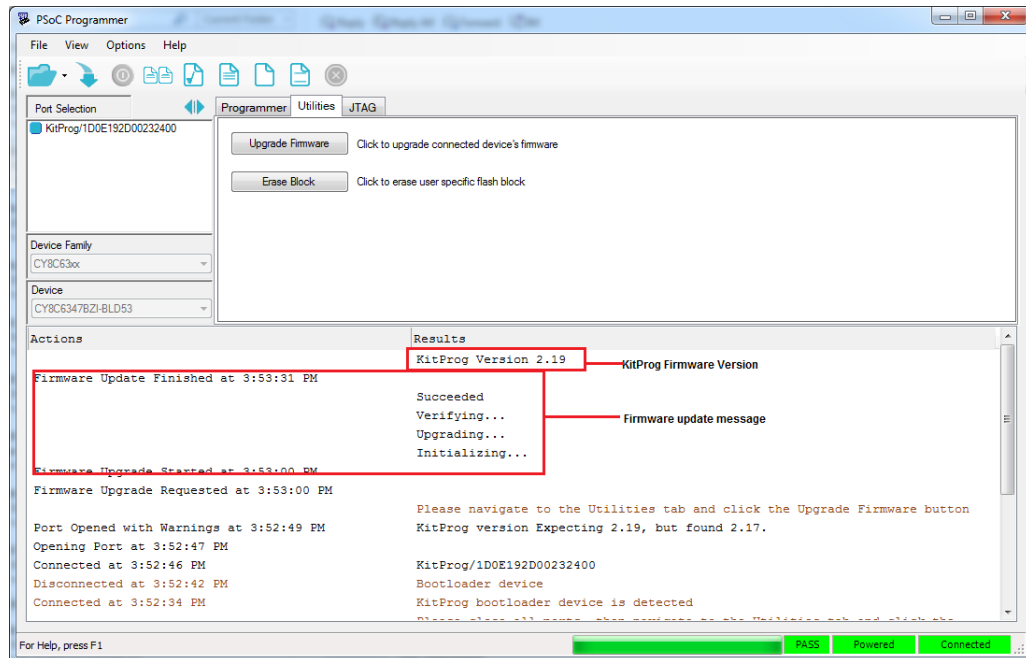 PSoC Programmer
File View Options Help
Port Selection
Programmer Utilities JTAG
KitProg/1D0E192D00232400
Upgrade Firmware Click to upgrade connected device's firmware
Erase Block Click to erase user specific flash block
Device Family
CY8C63xx
Device
CY8C6347BZI-BLD53
Actions Results
KitProg Version 2.19
KitProg Firmware Version
Firmware Update Finished at 3:53:31 PM
Succeeded
Verifying...
Firmware update message
Upgrading...
Initializing...
Firmware Upgrade Started at 3:53:00 PM
Firmware Upgrade Requested at 3:53:00 PM
Please navigate to the Utilities tab and click the Upgrade Firmware button
Port Opened with Warnings at 3:52:49 PM KitProg version Expecting 2.19, but found 2.17.
Opening Port at 3:52:47 PM
Connected at 3:52:46 PM KitProg/1D0E192D00232400
Disconnected at 3:52:42 PM Bootloader device
Connected at 3:52:34 PM KitProg bootloader device is detected
For Help, press F1 PASS Powered Connected